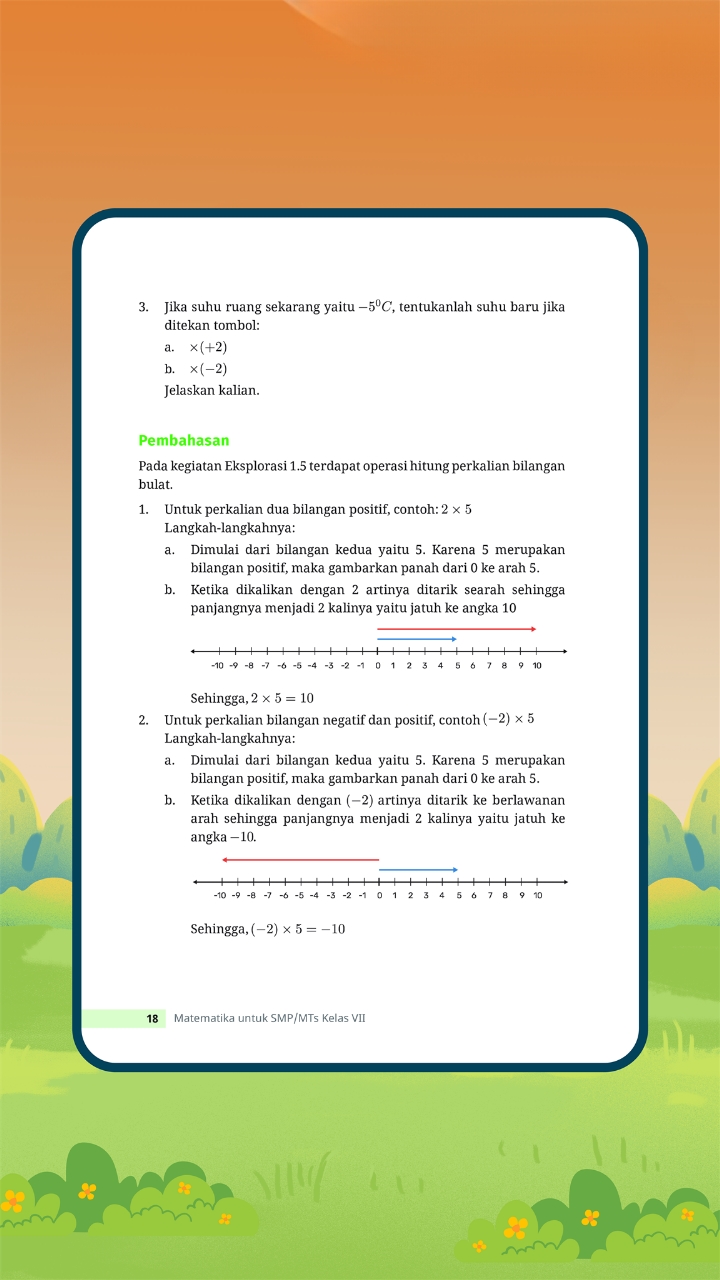 3. Jika suhu ruang sekarang yaitu −5⁰C, tentukanlah suhu baru jika
ditekan tombol:
a. ×(+2)
b. ×(−2)
Jelaskan kalian.
Pembahasan
Pada kegiatan Eksplorasi 1.5 terdapat operasi hitung perkalian bilangan
bulat.
1. Untuk perkalian dua bilangan positif, contoh: 2 × 5
Langkah-langkahnya:
a. Dimulai dari bilangan kedua yaitu 5. Karena 5 merupakan
bilangan positif, maka gambarkan panah dari 0 ke arah 5.
b. Ketika dikalikan dengan 2 artinya ditarik searah sehingga
panjangnya menjadi 2 kalinya yaitu jatuh ke angka 10
-10 -9 -8 -7 -6 -5 -4 -3 -2 -1 0 1 2 3 4 5 6 7 8 9 10
Sehingga, 2 × 5 = 10
2. Untuk perkalian bilangan negatif dan positif, contoh (−2) × 5
Langkah-langkahnya:
a. Dimulai dari bilangan kedua yaitu 5. Karena 5 merupakan
bilangan positif, maka gambarkan panah dari 0 ke arah 5.
b. Ketika dikalikan dengan (−2) artinya ditarik ke berlawanan
arah sehingga panjangnya menjadi 2 kalinya yaitu jatuh ke
angka −10.
-10 -9 -8 -7 -6 -5 -4 -3 -2 -1 0 1 2 3 4 5 6 7 8 9 10
Sehingga, (−2) × 5 = −10
18 Matematika untuk SMP/MTs Kelas VII